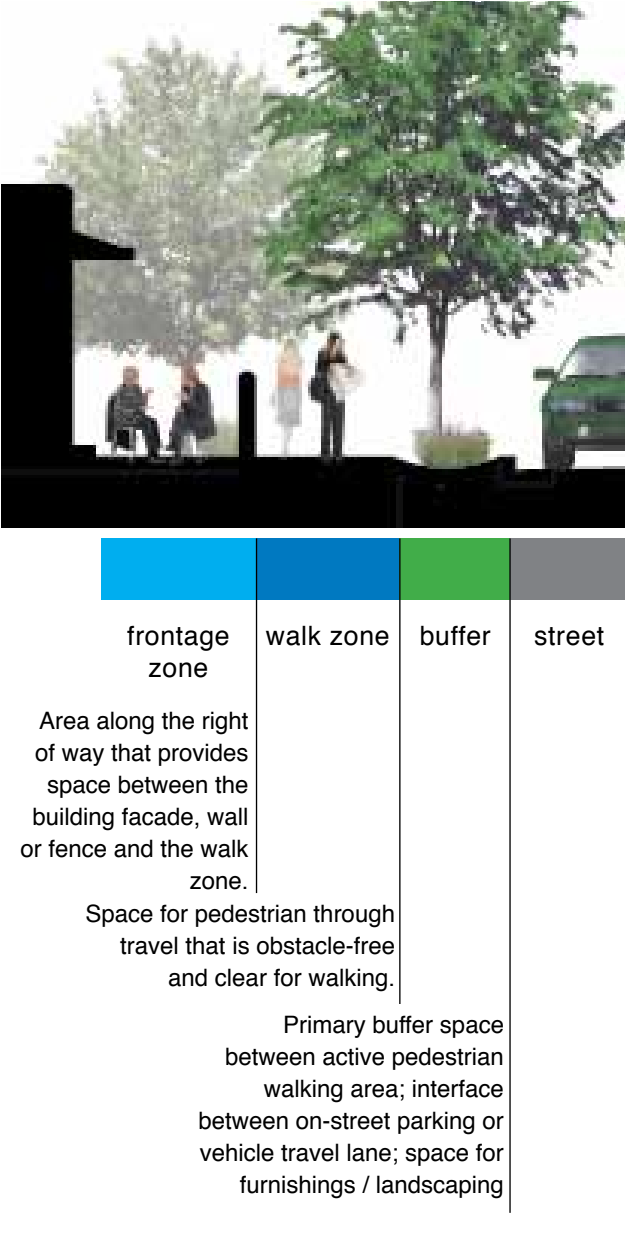 frontage
zone
walk zone
buffer
street
Area along the right
of way that provides
space between the
building facade, wall
or fence and the walk
zone.
Space for pedestrian through
travel that is obstacle-free
and clear for walking.
Primary buffer space
between active pedestrian
walking area; interface
between on-street parking or
vehicle travel lane; space for
furnishings / landscaping